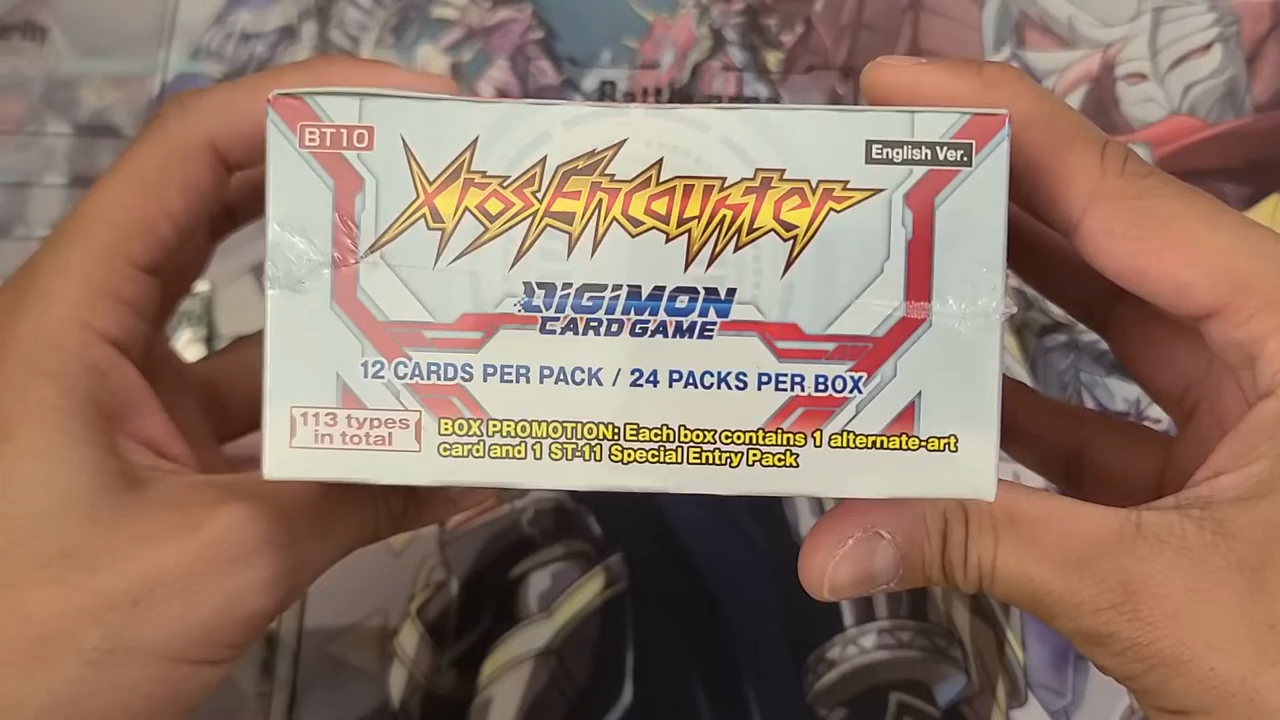 BT10
Xros Encounter
English Ver.
DIGIMON
CARD GAME
12 CARDS PER PACK / 24 PACKS PER BOX
113 types
in total
BOX PROMOTION: Each box contains 1 alternate-art
card and 1 ST-11 Special Entry Pack